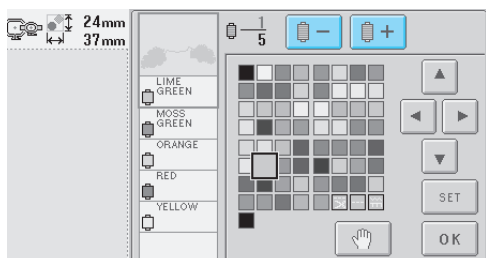 24mm
37mm
1
5
−
+
LIME
GREEN
MOSS
GREEN
ORANGE
RED
YELLOW
SET
OK